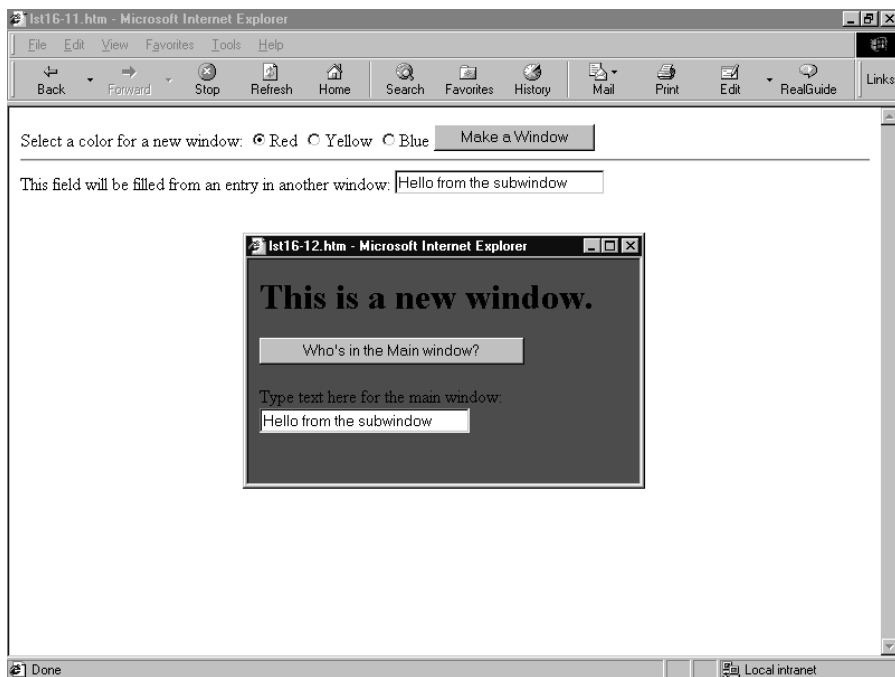 lst16-11.htm - Microsoft Internet Explorer
File Edit View Favorites Tools Help
Back Forward Stop Refresh Home Search Favorites History Mail Print Edit RealGuide Links
Select a color for a new window: Red Yellow Blue Make a Window
This field will be filled from an entry in another window: Hello from the subwindow
lst16-12.htm - Microsoft Internet Explorer
This is a new window.
Who's in the Main window?
Type text here for the main window:
Hello from the subwindow
Done Local intranet